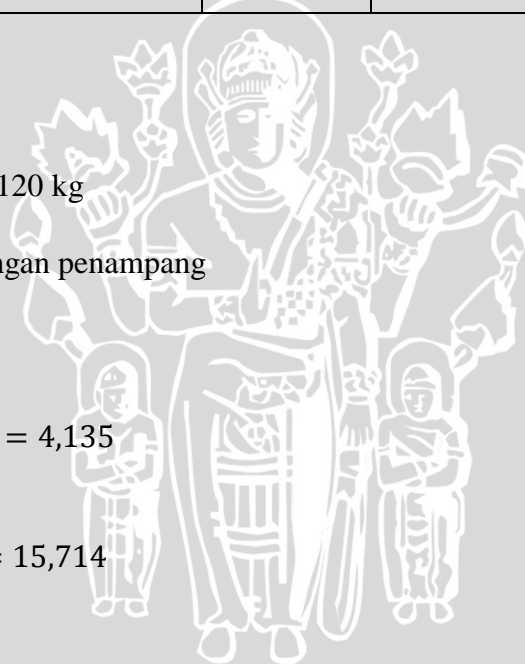 120 kg
ngan penampang
= 4,135
= 15,714